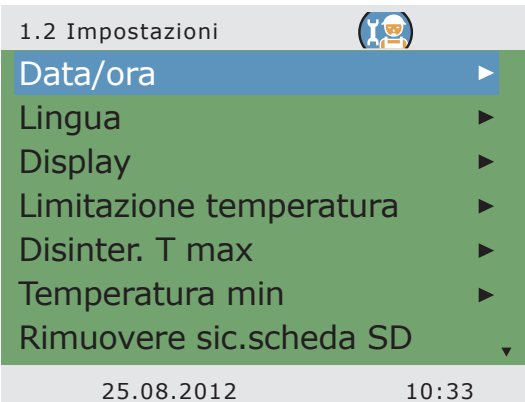 1.2 Impostazioni
Data/ora
Lingua
Display
Limitazione temperatura
Disinter. T max
Temperatura min
Rimuovere sic.scheda SD
25.08.2012 10:33